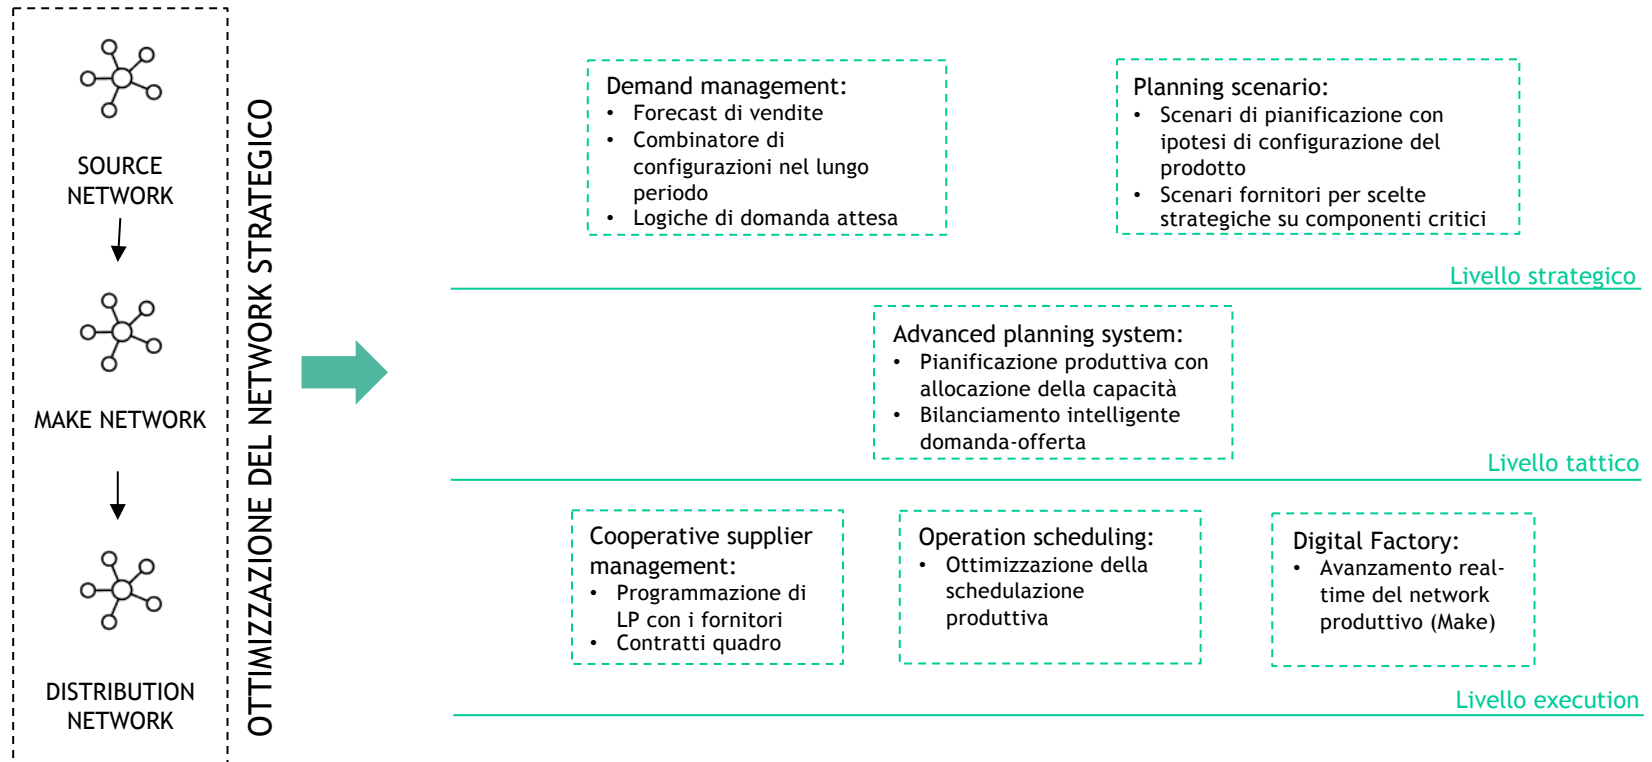 SOURCE
NETWORK
MAKE NETWORK
DISTRIBUTION
NETWORK
OTTIMIZZAZIONE DEL NETWORK STRATEGICO
Demand management:
• Forecast di vendite
• Combinatore di
configurazioni nel lungo
periodo
• Logiche di domanda attesa
Planning scenario:
• Scenari di pianificazione con
ipotesi di configurazione del
prodotto
• Scenari fornitori per scelte
strategiche su componenti critici
Livello strategico
Advanced planning system:
• Pianificazione produttiva con
allocazione della capacità
• Bilanciamento intelligente
domanda-offerta
Livello tattico
Cooperative supplier
management:
• Programmazione di
LP con i fornitori
• Contratti quadro
Operation scheduling:
• Ottimizzazione della
schedulazione
produttiva
Digital Factory:
• Avanzamento real-
time del network
produttivo (Make)
Livello execution